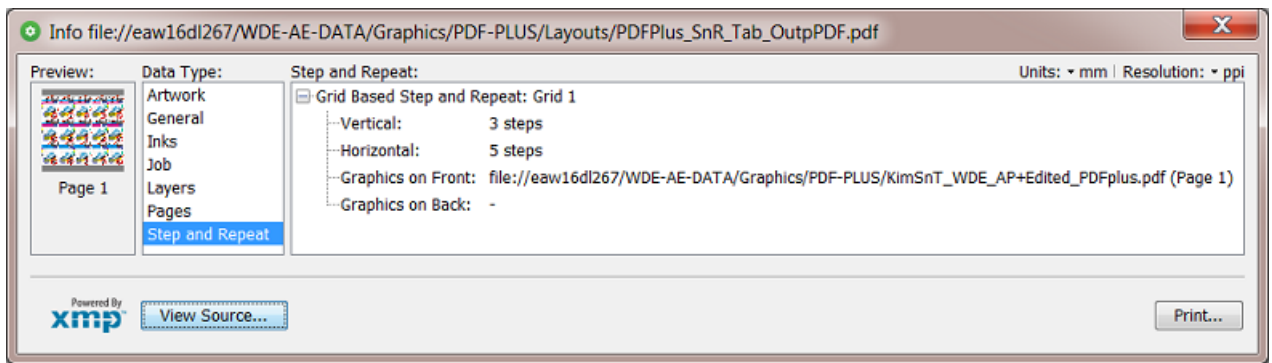 Info file://eaw16dl267/WDE-AE-DATA/Graphics/PDF-PLUS/Layouts/PDFPlus_SnR_Tab_OutpPDF.pdf
X
Preview:
Data Type:
Step and Repeat:
Units: mm | Resolution: ppi
Page 1
Artwork
General
Inks
Job
Layers
Pages
Step and Repeat
Grid Based Step and Repeat: Grid 1
Vertical: 3 steps
Horizontal: 5 steps
Graphics on Front: file://eaw16dl267/WDE-AE-DATA/Graphics/PDF-PLUS/KimSnT_WDE_AP+Edited_PDFplus.pdf (Page 1)
Graphics on Back: -
Powered By
xmp
View Source...
Print...